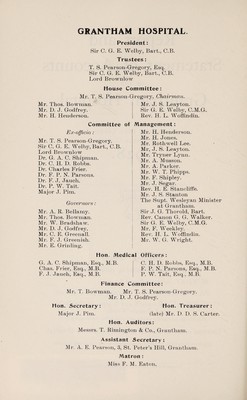 GRANTHAM HOSPITAL.
President:
Sir C. G. E. Welby, Bart., C.B.
Trustees:
T. S. Pearson-Gregory, Esq.
Sir C. G. E. Welby, Bart., C.B.
Lord Brownlow
House Committee:
Mr. T. S. Pearson-Gregory, Chairman.
Mr. Thos. Bowman.
Mr. D. J. Godfrey.
Mr. H. Henderson.
Mr. J. S. Leayton.
Sir G. E. Welby, C.M.G.
Rev. H. L. Woffindin.
Committee of Management:
Ex-officio:
Mr. T. S. Pearson-Gregory.
Sir C. G. E. Welby, Bart., C.B.
Lord Brownlow
Dr. G. A. C. Shipman.
Dr. C. H. D. Robbs.
Dr. Charles Frier.
Dr. F. P. N. Parsons.
Dr. F. J. Jauch.
Dr. P. W. Tait.
Major J. Pim.
Governors:
Mr. A. R. Bellamy.
Mr. Thos. Bowman.
Mr. W. Bradshaw.
Mr. D. J. Godfrey.
Mr. C. E. Greenall.
Mr. F. J. Greenish.
Mr. E. Grinling.
Mr. H. Henderson.
Mr. H. Jones.
Mr. Rothwell Lee.
Mr. J. S. Leayton.
Mr. Trysee Lynn.
Mr. A. Musson.
Mr. A. Parker.
Mr. W. T. Phipps.
Mr. F. Shipley.
Mr. J. Segar.
Rev. H. E. Stancliffe.
Mr. J. S. Stanton
The Supt. Wesleyan Minister
at Grantham.
Sir J. G. Thorold, Bart.
Rev. Canon G. G. Walker.
Sir G. E. Welby, C.M.G.
Mr. F. Weekley.
Rev. H. L. Woffindin.
Mr. W. G. Wright.
Hon. Medical Officers:
G. A. C. Shipman, Esq., M.B.
Chas. Frier, Esq., M.B.
F. J. Jauch, Esq., M.B.
C. H. D. Robbs, Esq., M.B.
F. P. N. Parsons, Esq., M.B.
P. W. Tait, Esq., M.B.
Finance Committee:
Mr. T. Bowman. Mr. T. S. Pearson-Gregory.
Mr. D. J. Godfrey.
Hon. Secretary:
Major J. Pim.
Hon. Treasurer:
(late) Mr. D. D. S. Carter.
Hon. Auditors:
Messrs. T. Rimington & Co., Grantham.
Assistant Secretary:
Mr. A. E. Pearson, 3, St. Peter's Hill, Grantham.
Matron:
Miss F. M. Eaten.